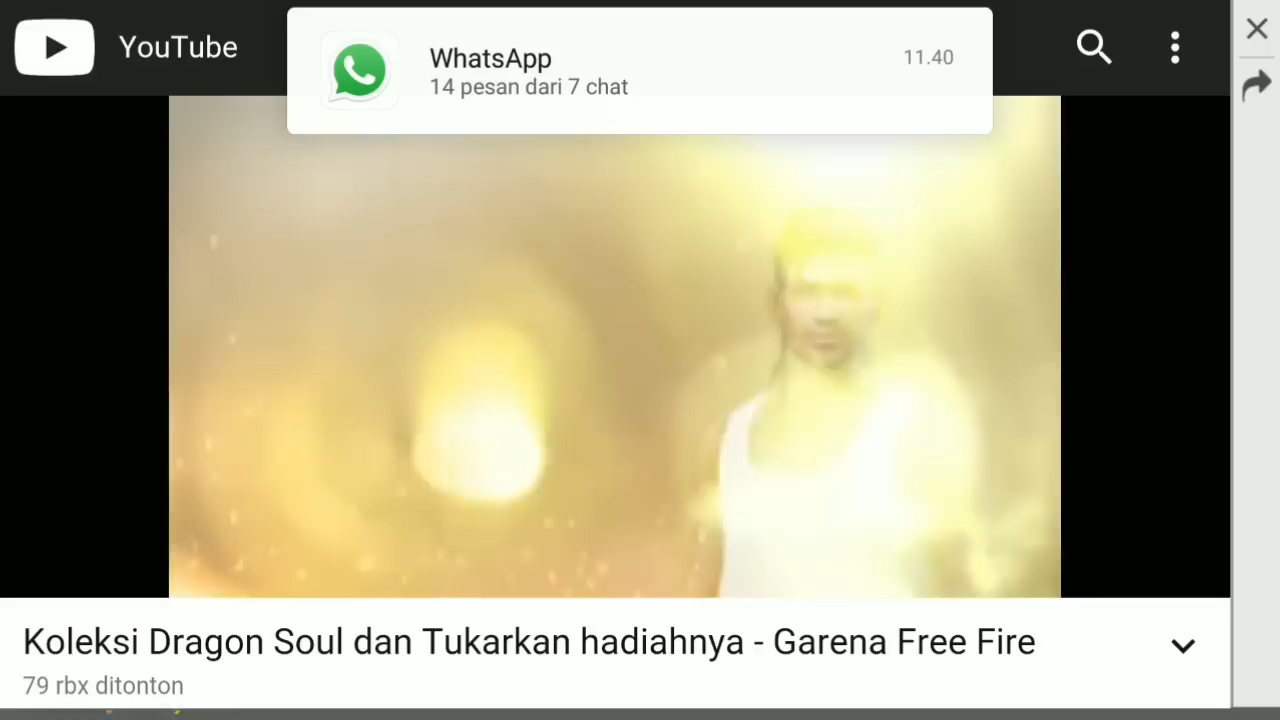 YouTube
WhatsApp
11.40
14 pesan dari 7 chat
Koleksi Dragon Soul dan Tukarkan hadiahnya - Garena Free Fire
79 rbx ditonton